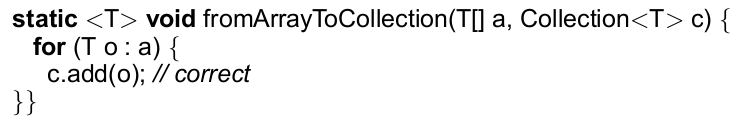 static <T> void fromArrayToCollection(T[] a, Collection<T> c) {
for (T o : a) {
c.add(o); // correct
}}